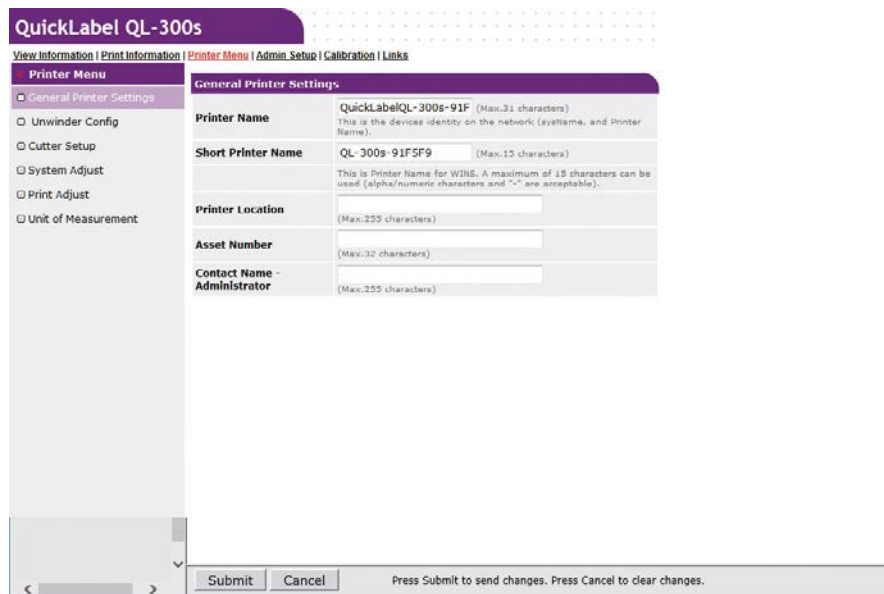 QuickLabel QL-300s
View Information | Print Information | Printer Menu | Admin Setup | Calibration | Links
Printer Menu
General Printer Settings
Unwinder Config
Cutter Setup
System Adjust
Print Adjust
Unit of Measurement
General Printer Settings
Printer Name
QuickLabelQL-300s-91F (Max.31 characters)
This is the devices identity on the network (sysName, and Printer
Name).
Short Printer Name
QL-300s-91F5F9 (Max.15 characters)
This is Printer Name for WINS. A maximum of 15 characters can be
used (alpha/numeric characters and "-" are acceptable).
Printer Location
(Max.255 characters)
Asset Number
(Max.32 characters)
Contact Name -
Administrator
(Max.255 characters)
Submit Cancel Press Submit to send changes. Press Cancel to clear changes.